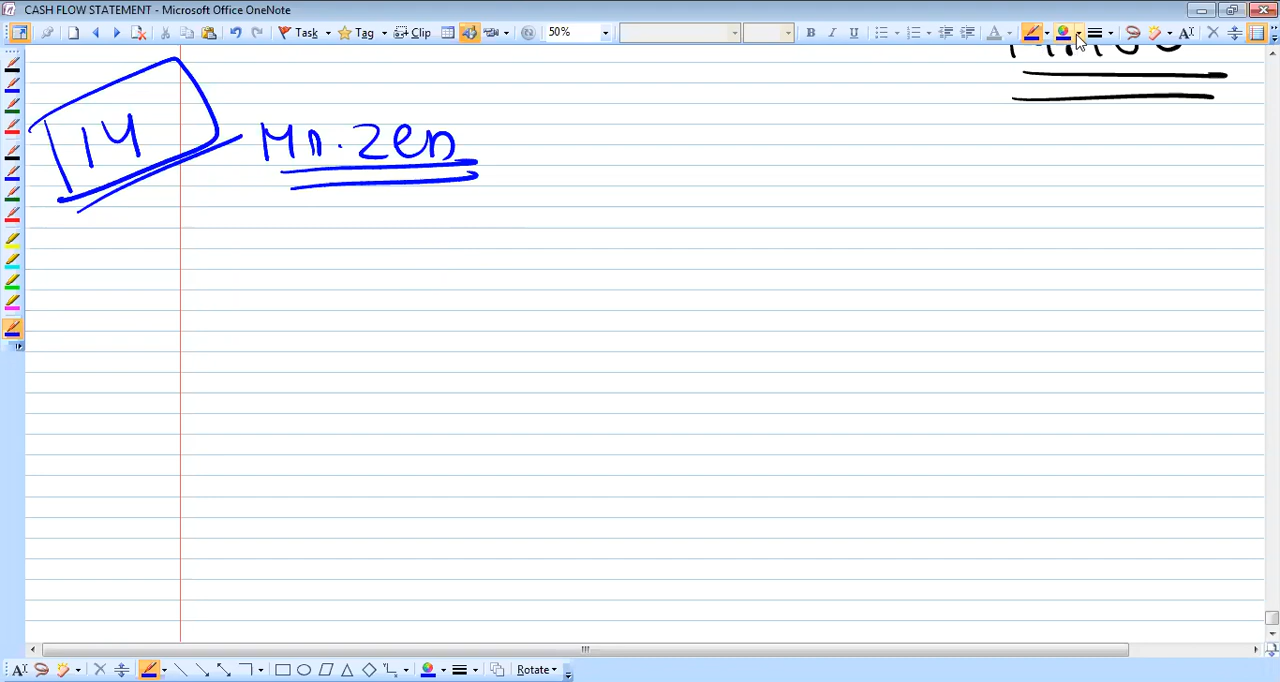 CASH FLOW STATEMENT - Microsoft Office OneNote
Task Tag Clip 50% B I U A
14 Mr. Zen
Rotate